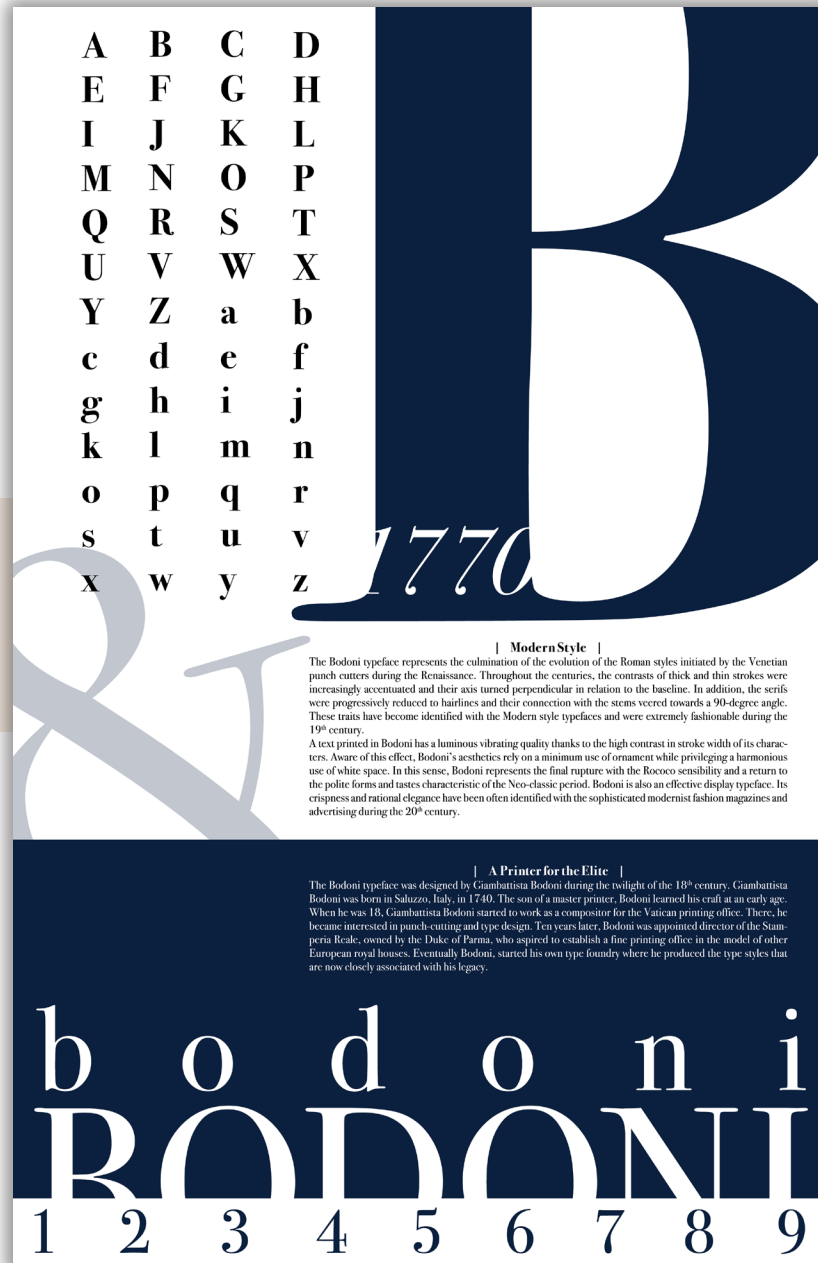 A B C D
E F G H
I J K L
M N O P
Q R S T
U V W X
Y Z a b
c d e f
g h i j
k l m n
o p q r
s t u v
x w y z
B
&
1770
| Modern Style |
The Bodoni typeface represents the culmination of the evolution of the Roman styles initiated by the Venetian
punch cutters during the Renaissance. Throughout the centuries, the contrasts of thick and thin strokes were
increasingly accentuated and their axis turned perpendicular in relation to the baseline. In addition, the serifs
were progressively reduced to hairlines and their connection with the stems veered towards a 90-degree angle.
These traits have become identified with the Modern style typefaces and were extremely fashionable during the
19th century.
A text printed in Bodoni has a luminous vibrating quality thanks to the high contrast in stroke width of its charac-
ters. Aware of this effect, Bodoni's aesthetics rely on a minimum use of ornament while privileging a harmonious
use of white space. In this sense, Bodoni represents the final rupture with the Rococo sensibility and a return to
the polite forms and tastes characteristic of the Neo-classic period. Bodoni is also an effective display typeface. Its
crispness and rational elegance have been often identified with the sophisticated modernist fashion magazines and
advertising during the 20th century.
| A Printer for the Elite |
The Bodoni typeface was designed by Giambattista Bodoni during the twilight of the 18th century. Giambattista
Bodoni was born in Saluzzo, Italy, in 1740. The son of a master printer, Bodoni learned his craft at an early age.
When he was 18, Giambattista Bodoni started to work as a compositor for the Vatican printing office. There, he
became interested in punch-cutting and type design. Ten years later, Bodoni was appointed director of the Stam-
peria Reale, owned by the Duke of Parma, who aspired to establish a fine printing office in the model of other
European royal houses. Eventually Bodoni, started his own type foundry where he produced the type styles that
are now closely associated with his legacy.
b o d o n i
BODONI
1 2 3 4 5 6 7 8 9